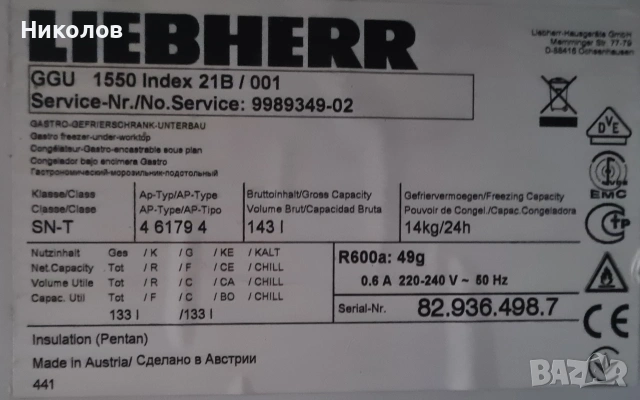 Николов
LIEBHERR
Liebherr-Hausgeräte GmbH
Memminger Str. 77-79
D-88416 Ochsenhausen
GGU 1550 Index 21B / 001
Service-Nr./No.Service: 9989349-02
GASTRO-GEFRIERSCHRANK-UNTERBAU
Gastro freezer-under-worktop
Congélateur-Gastro-encastrable sous plan
Congelador bajo encimera Gastro
Гастрономический-морозильник-подотольный
Klasse/Class
Classe/Clase
SN-T
Ap-Typ/AP-Type
AP-Type/AP-Tipo
4 6179 4
Bruttoinhalt/Gross Capacity
Volume Brut/Capacidad Bruta
143 l
Gefriervermoegen/Freezing Capacity
Pouvoir de Congel./Capac.Congeladora
14kg/24h
Nutzinhalt Ges / K / G / KE / KALT
Net.Capacity Tot / R / F / CE / CHILL
Volume Utile Tot / R / C / CA / CHILL
Capac. Util Tot / F / C / BO / CHILL
133 l /133 l
R600a: 49g
0.6 A 220-240 V ~ 50 Hz
Serial-Nr. 82.936.498.7
Insulation (Pentan)
Made in Austria/ Сделано в Австрии
441
DVE
EMC
CE
BAZAR